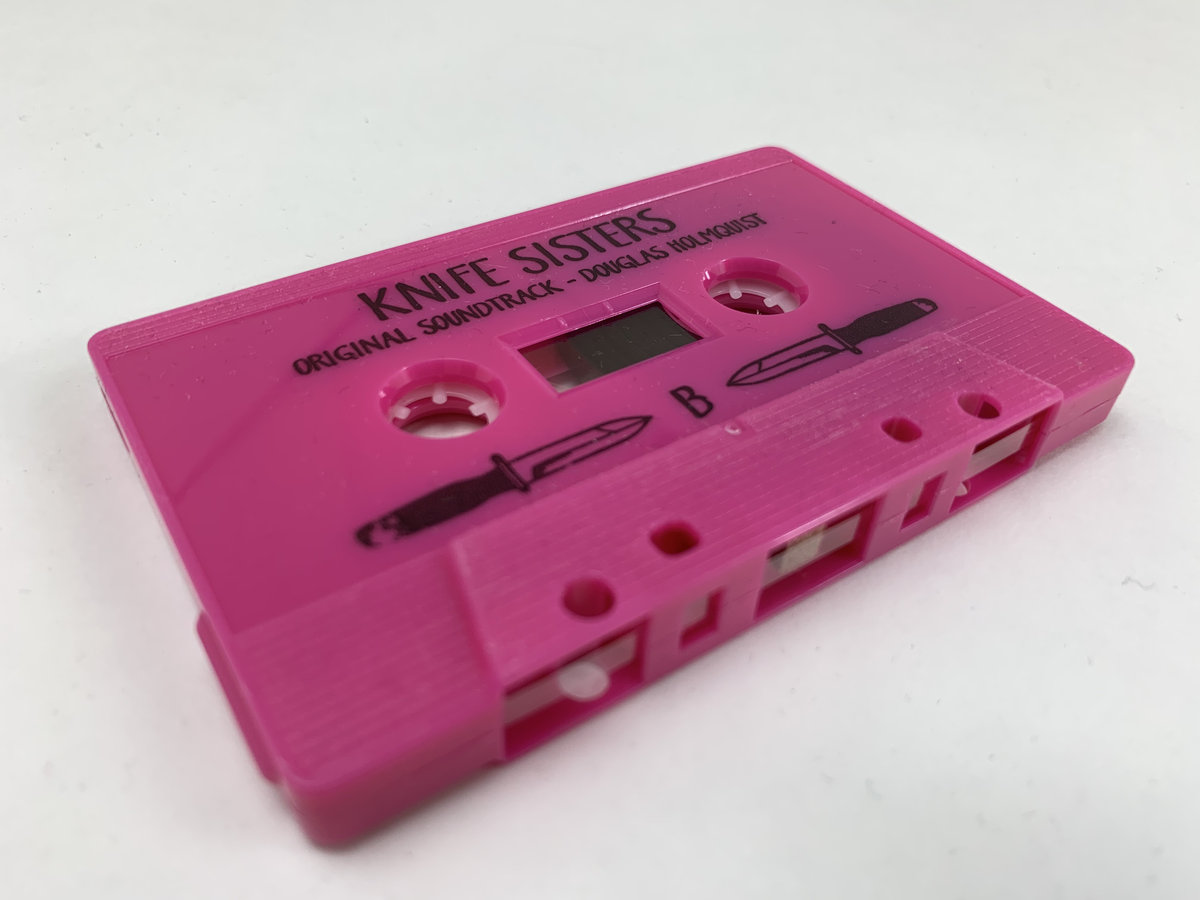 KNIFE SISTERS
ORIGINAL SOUNDTRACK - DOUGLAS HOLMQUIST
B